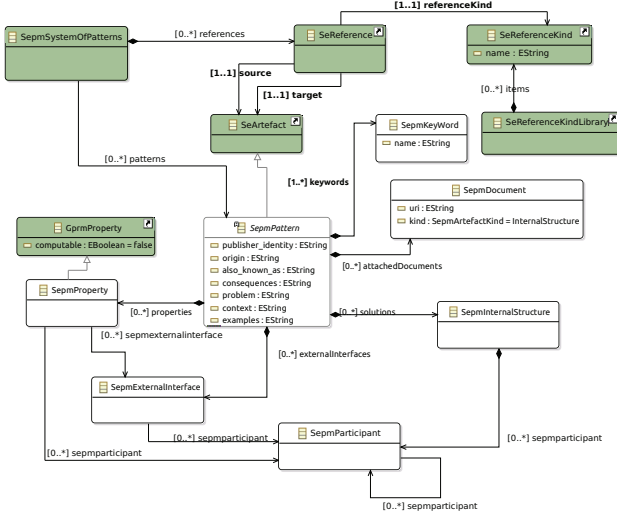 [1..1] referenceKind
SepmSystemOfPatterns
[0..*] references
SeReference
SeReferenceKind
name : EString
[1..1] source
[1..1] target
[0..*] items
SeArtefact
SepmKeyWord
name : EString
SeReferenceKindLibrary
[0..*] patterns
[1..*] keywords
SepmDocument
uri : EString
kind : SepmArtefactKind = InternalStructure
GprmProperty
computable : EBoolean = false
SepmPattern
publisher_identity : EString
origin : EString
also_known_as : EString
consequences : EString
problem : EString
context : EString
examples : EString
[0..*] attachedDocuments
SepmProperty
[0..*] properties
[0..*] solutions
SepmInternalStructure
[0..*] sepmexternalinterface
[0..*] externalInterfaces
SepmExternalInterface
[0..*] sepmparticipant
SepmParticipant
[0..*] sepmparticipant
[0..*] sepmparticipant
[0..*] sepmparticipant